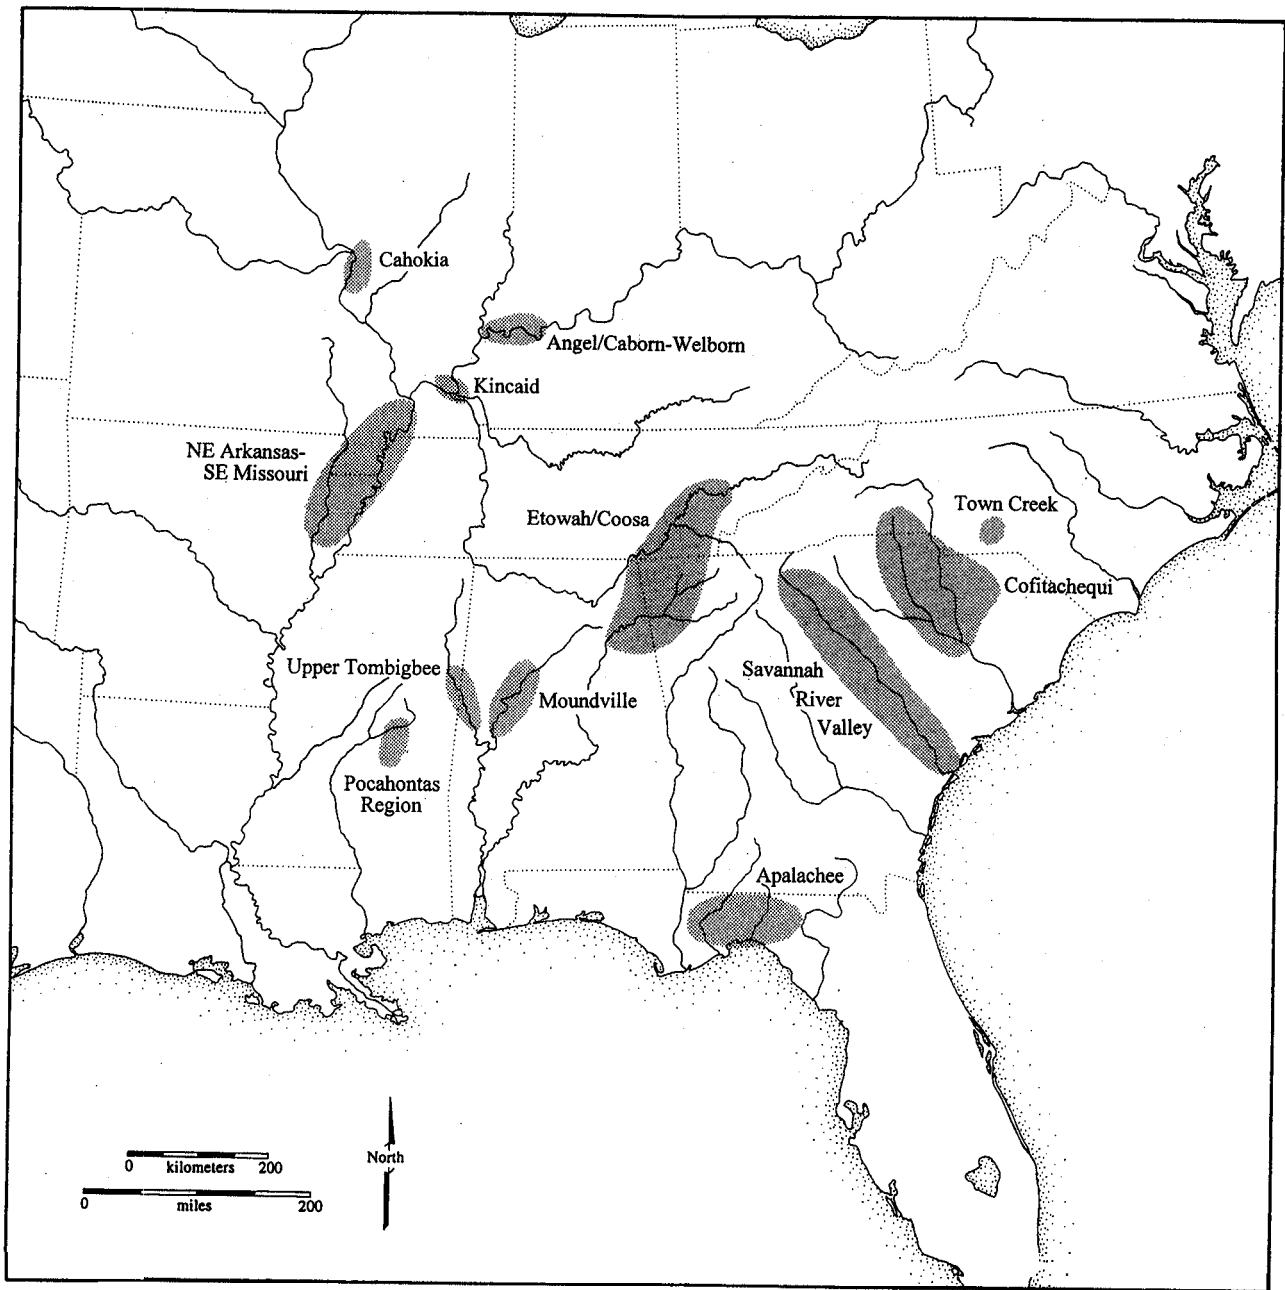 Cahokia
Angel/Caborn-Welborn
Kincaid
NE Arkansas-
SE Missouri
Etowah/Coosa
Town Creek
Cofitachequi
Upper Tombigbee
Moundville
Savannah
River
Valley
Pocahontas
Region
Apalachee
North
0 kilometers 200
0 miles 200